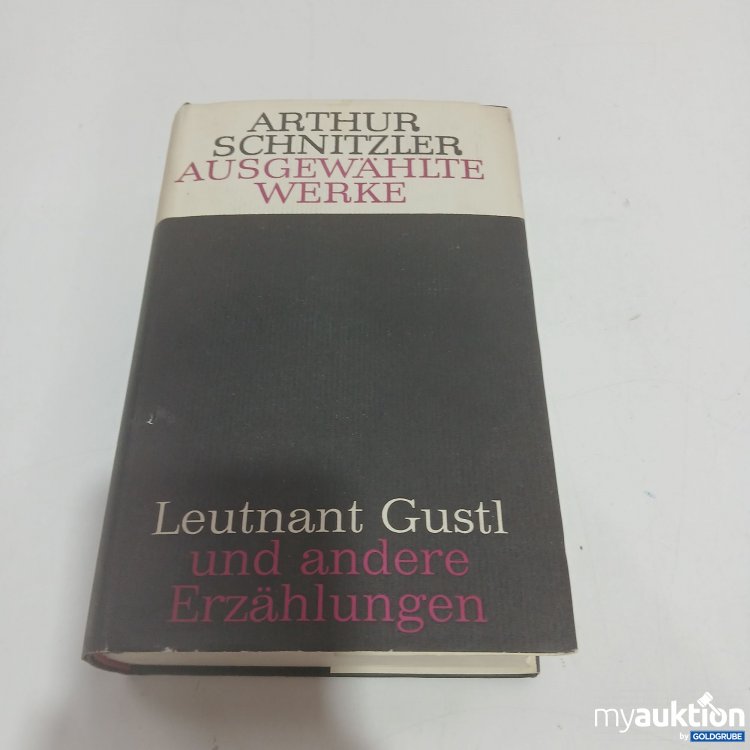 ARTHUR
SCHNITZLER
AUSGEWÄHLTE
WERKE
Leutnant Gustl
und andere
Erzählungen
myauktion
by GOLDGRUBE